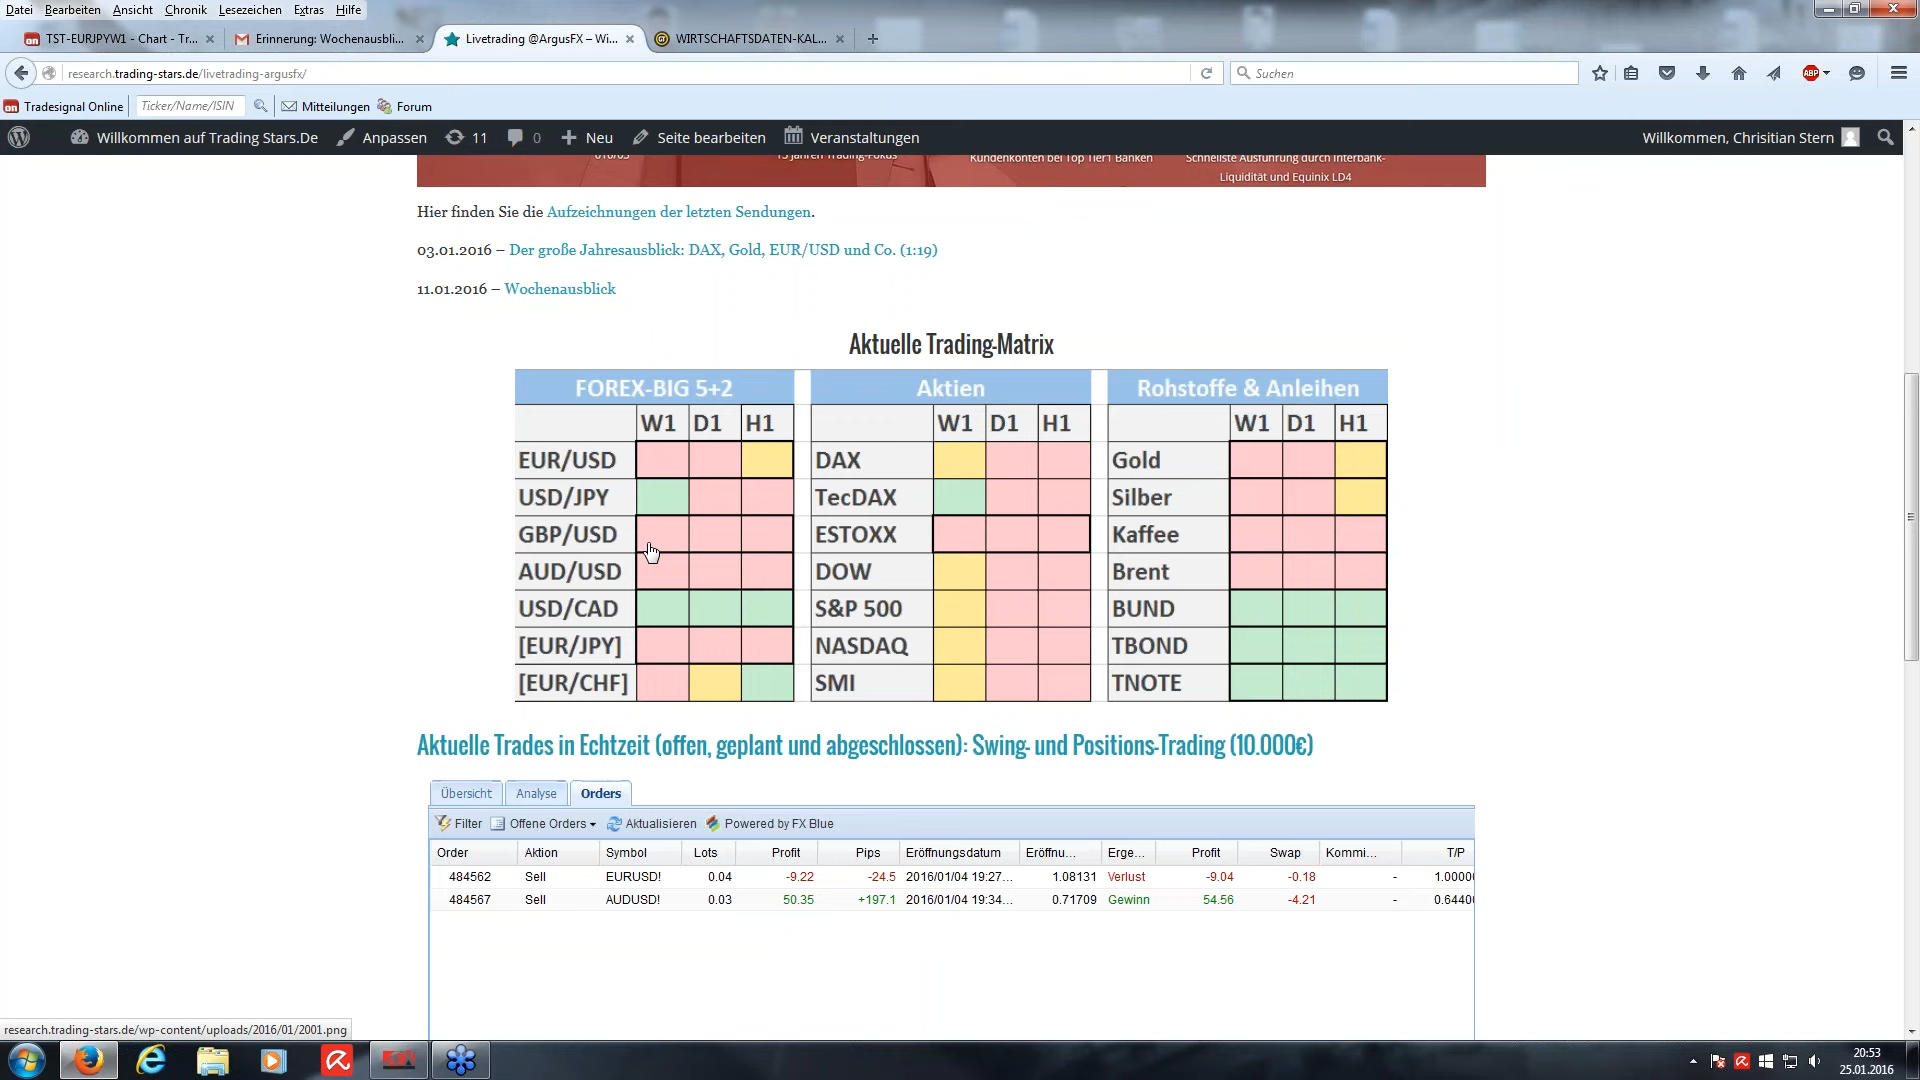 Datei Bearbeiten Ansicht Chronik Lesezeichen Extras Hilfe
TST-EURJPYW1 - Chart - Tr... Erinnerung: Wochenausbli... Livetrading @ArgusFX – Wi... WIRTSCHAFTSDATEN-KAL...
research.trading-stars.de/livetrading-argusfx/ Suchen ABP
Tradesignal Online Ticker/Name/ISIN Mitteilungen Forum
Willkommen auf Trading Stars.De Anpassen 11 0 Neu Seite bearbeiten Veranstaltungen Willkommen, Chrisitian Stern
Kundenkonten bei Top Tier1 Banken Schnellste Ausführung durch Interbank-
Liquidität und Equinix LD4
Hier finden Sie die Aufzeichnungen der letzten Sendungen.
03.01.2016 – Der große Jahresausblick: DAX, Gold, EUR/USD und Co. (1:19)
11.01.2016 – Wochenausblick
Aktuelle Trading-Matrix
FOREX-BIG 5+2 Aktien Rohstoffe & Anleihen
W1 D1 H1 W1 D1 H1 W1 D1 H1
EUR/USD DAX Gold
USD/JPY TecDAX Silber
GBP/USD ESTOXX Kaffee
AUD/USD DOW Brent
USD/CAD S&P 500 BUND
[EUR/JPY] NASDAQ TBOND
[EUR/CHF] SMI TNOTE
Aktuelle Trades in Echtzeit (offen, geplant und abgeschlossen): Swing- und Positions-Trading (10.000€)
Übersicht Analyse Orders
Filter Offene Orders Aktualisieren Powered by FX Blue
Order Aktion Symbol Lots Profit Pips Eröffnungsdatum Eröffnu... Erge... Profit Swap Kommi... T/P
484562 Sell EURUSD! 0.04 -9.22 -24.5 2016/01/04 19:27... 1.08131 Verlust -9.04 -0.18 - 1.0000
484567 Sell AUDUSD! 0.03 50.35 +197.1 2016/01/04 19:34... 0.71709 Gewinn 54.56 -4.21 - 0.6440
research.trading-stars.de/wp-content/uploads/2016/01/2001.png
20:53
25.01.2016